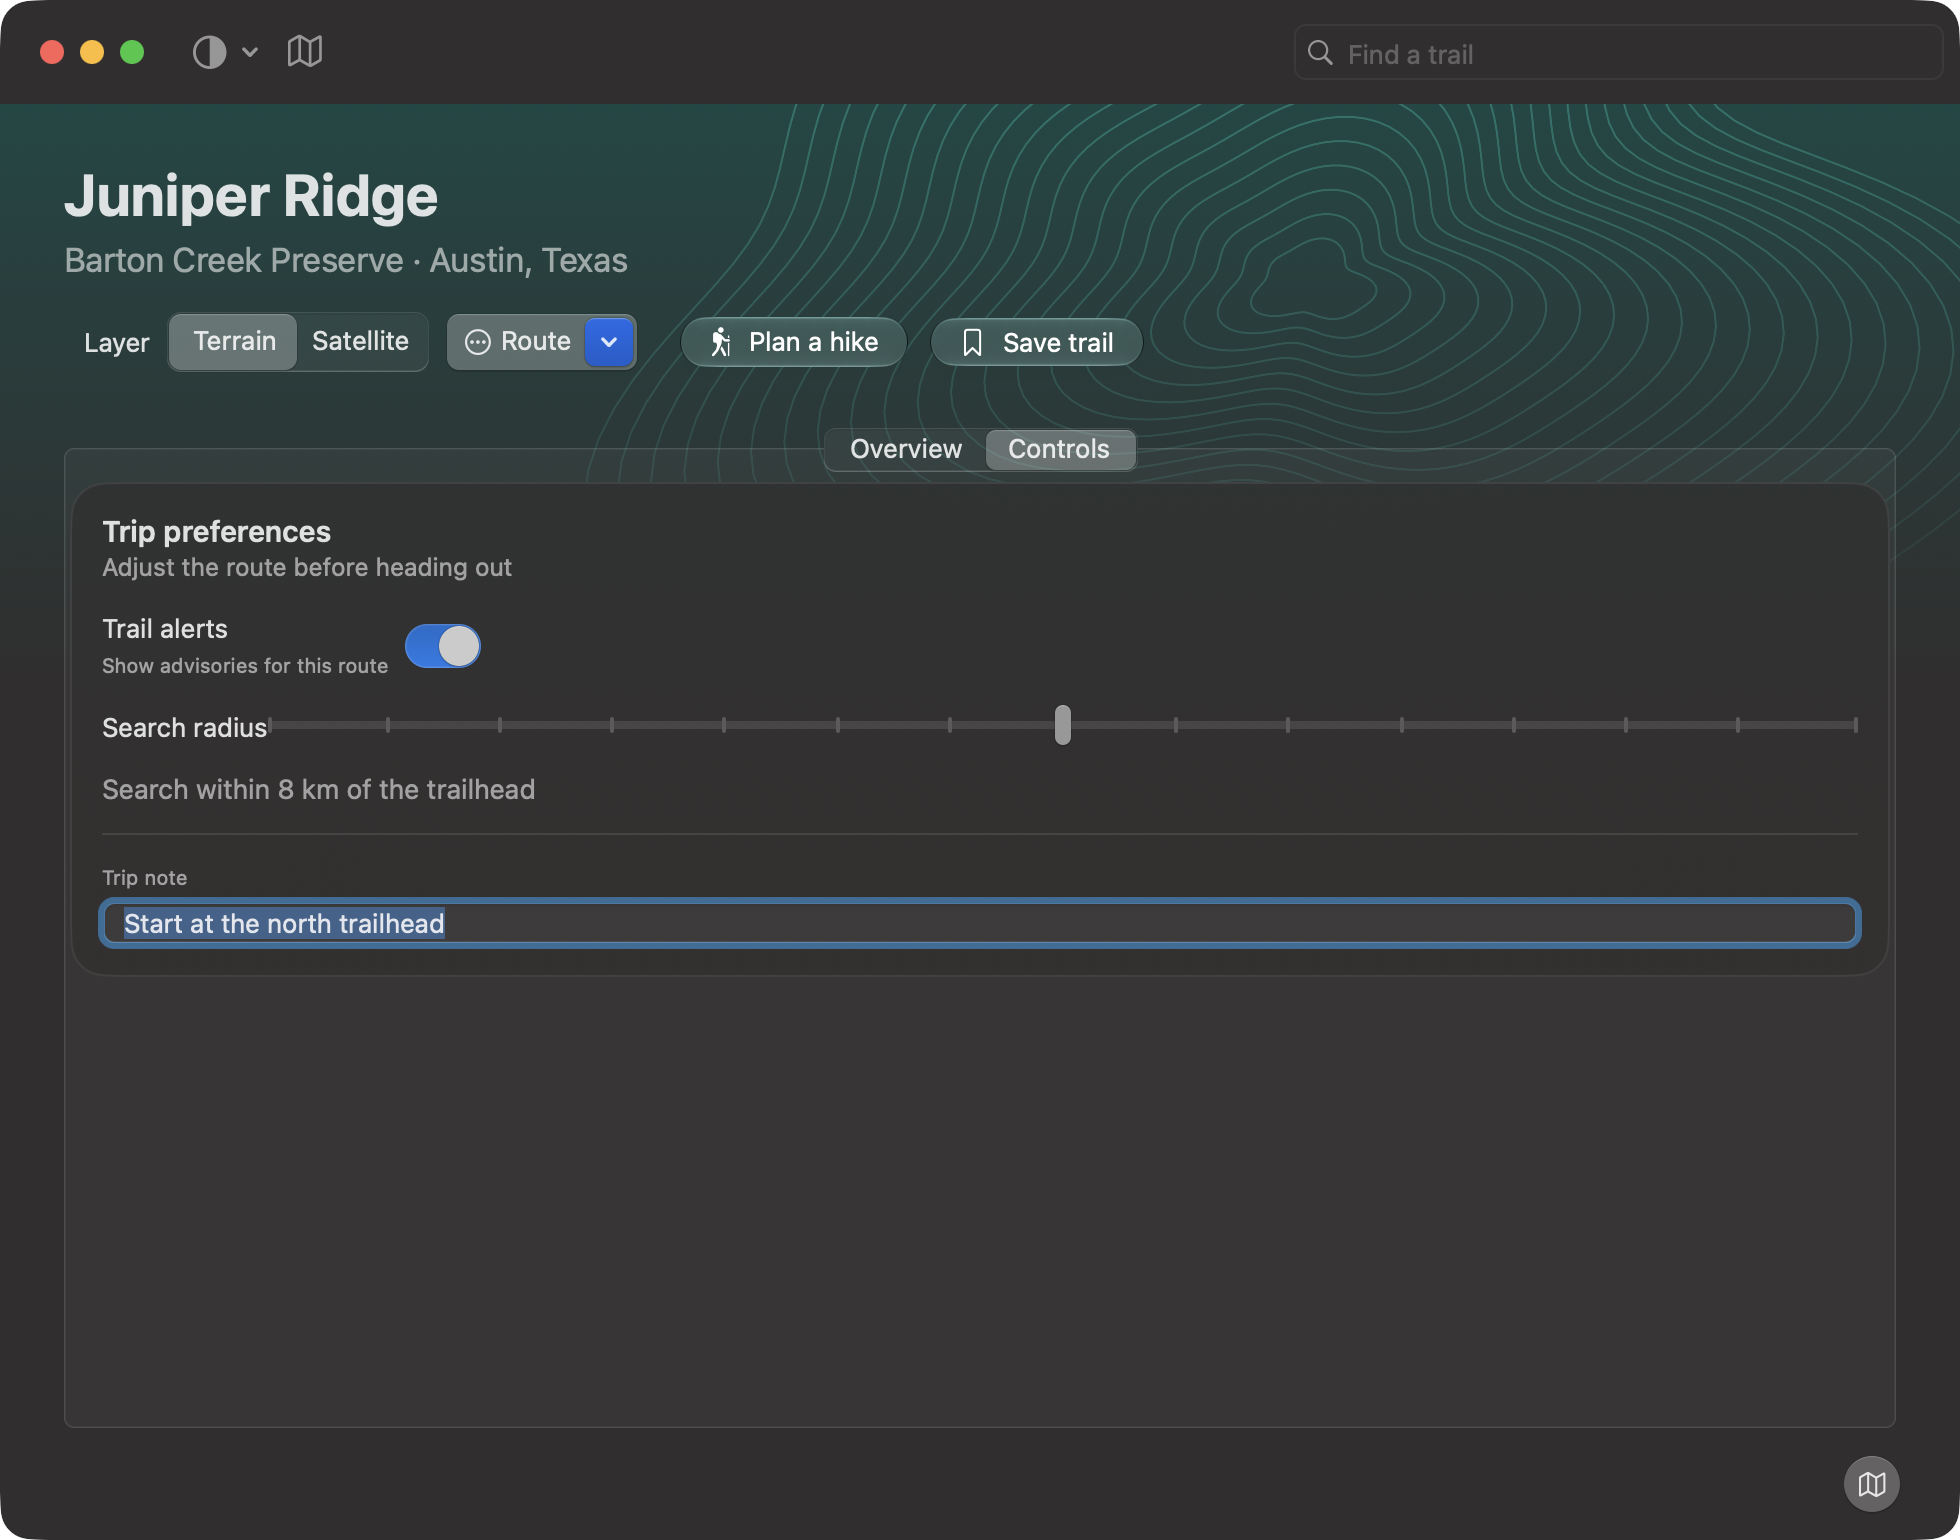 Find a trail
Juniper Ridge
Barton Creek Preserve · Austin, Texas
Layer Terrain Satellite Route Plan a hike Save trail
Overview Controls
Trip preferences
Adjust the route before heading out
Trail alerts
Show advisories for this route
Search radius
Search within 8 km of the trailhead
Trip note
Start at the north trailhead